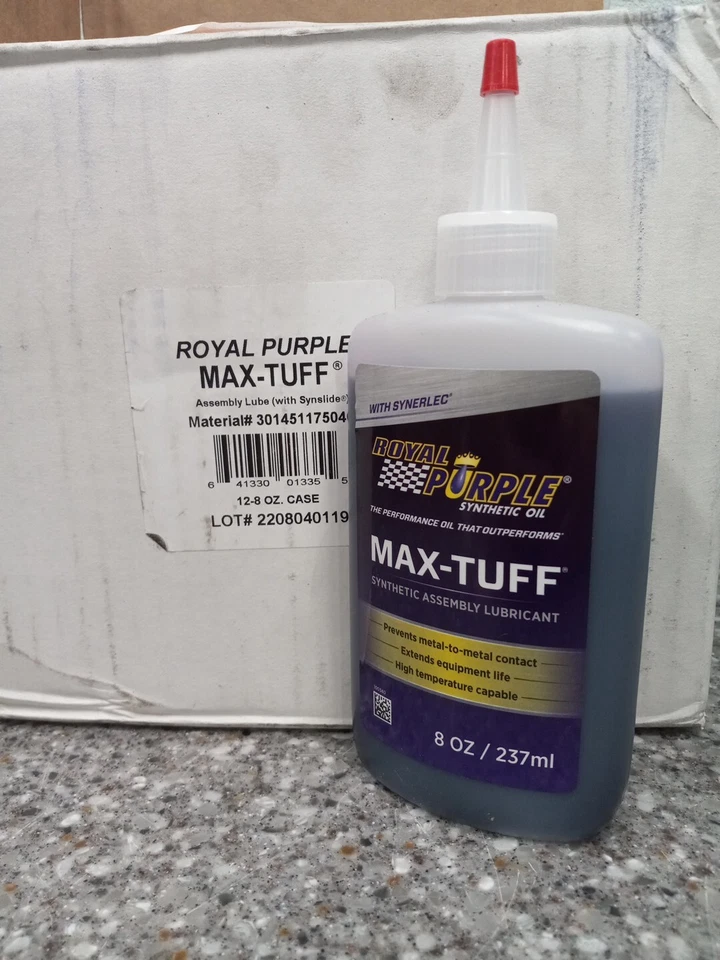 ROYAL PURPLE
MAX-TUFF®
Assembly Lube (with Synslide®)
Material# 30145117504
6 41330 01335 5
12-8 OZ. CASE
LOT# 2208040119
WITH SYNERLEC®
ROYAL
PURPLE®
SYNTHETIC OIL
THE PERFORMANCE OIL THAT OUTPERFORMS®
MAX-TUFF®
SYNTHETIC ASSEMBLY LUBRICANT
Prevents metal-to-metal contact
Extends equipment life
High temperature capable
8 OZ / 237ml